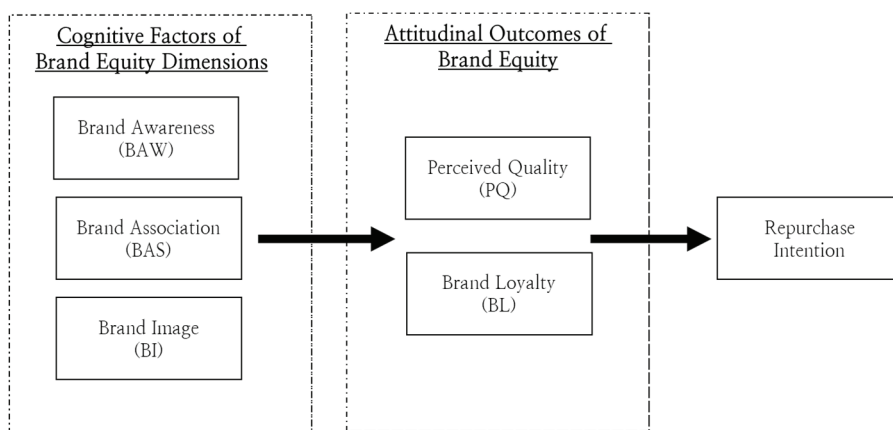 Cognitive Factors of
Brand Equity Dimensions
Brand Awareness
(BAW)
Brand Association
(BAS)
Brand Image
(BI)
Attitudinal Outcomes of
Brand Equity
Perceived Quality
(PQ)
Brand Loyalty
(BL)
Repurchase
Intention